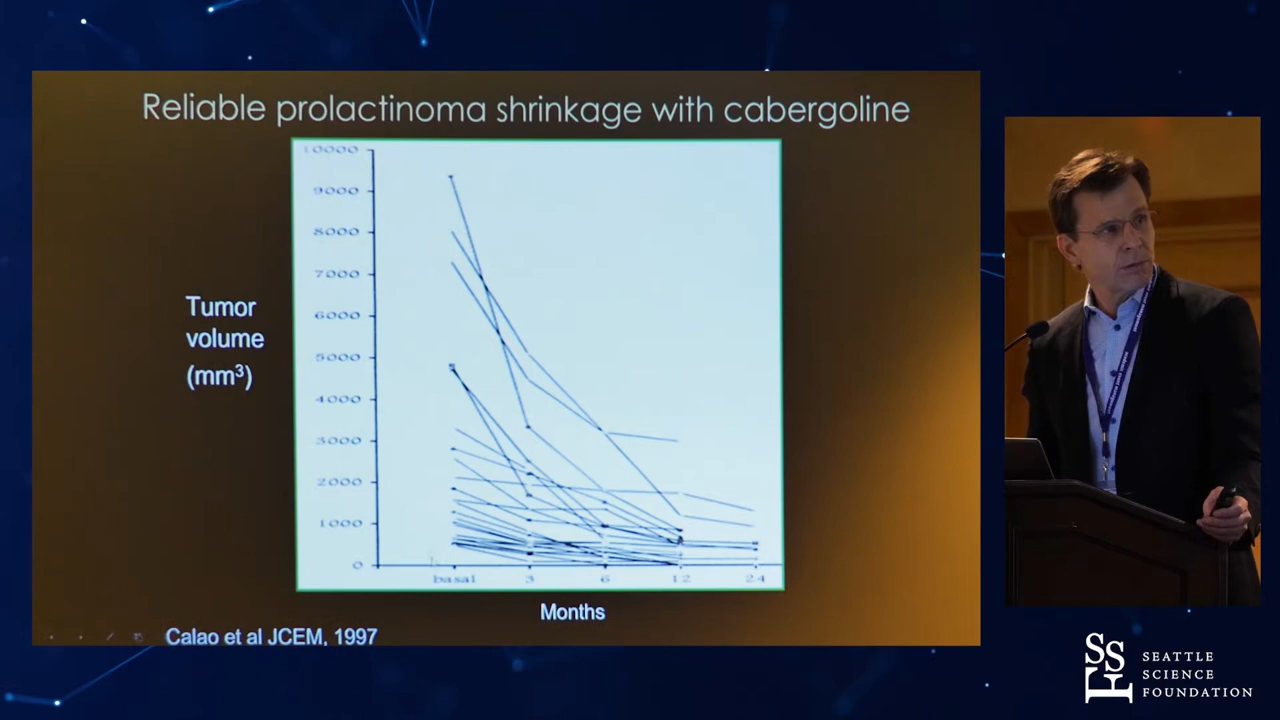 Reliable prolactinoma shrinkage with cabergoline
10000
9000
8000
7000
6000
5000
4000
3000
2000
1000
0
Tumor
volume
(mm³)
basal
3
6
12
24
Months
Calao et al JCEM, 1997
SSF
SEATTLE
SCIENCE
FOUNDATION